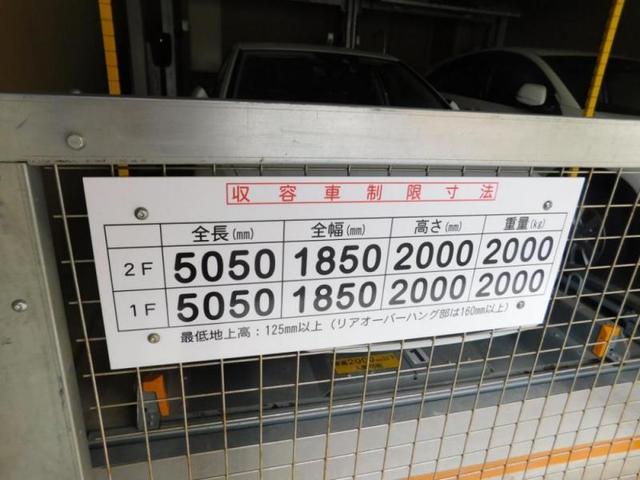 収容車制限寸法
全長(mm) 全幅(mm) 高さ(mm) 重量(kg)
2F 5050 1850 2000 2000
1F 5050 1850 2000 2000
最低地上高：125mm以上（リアオーバーハング部は160mm以上）